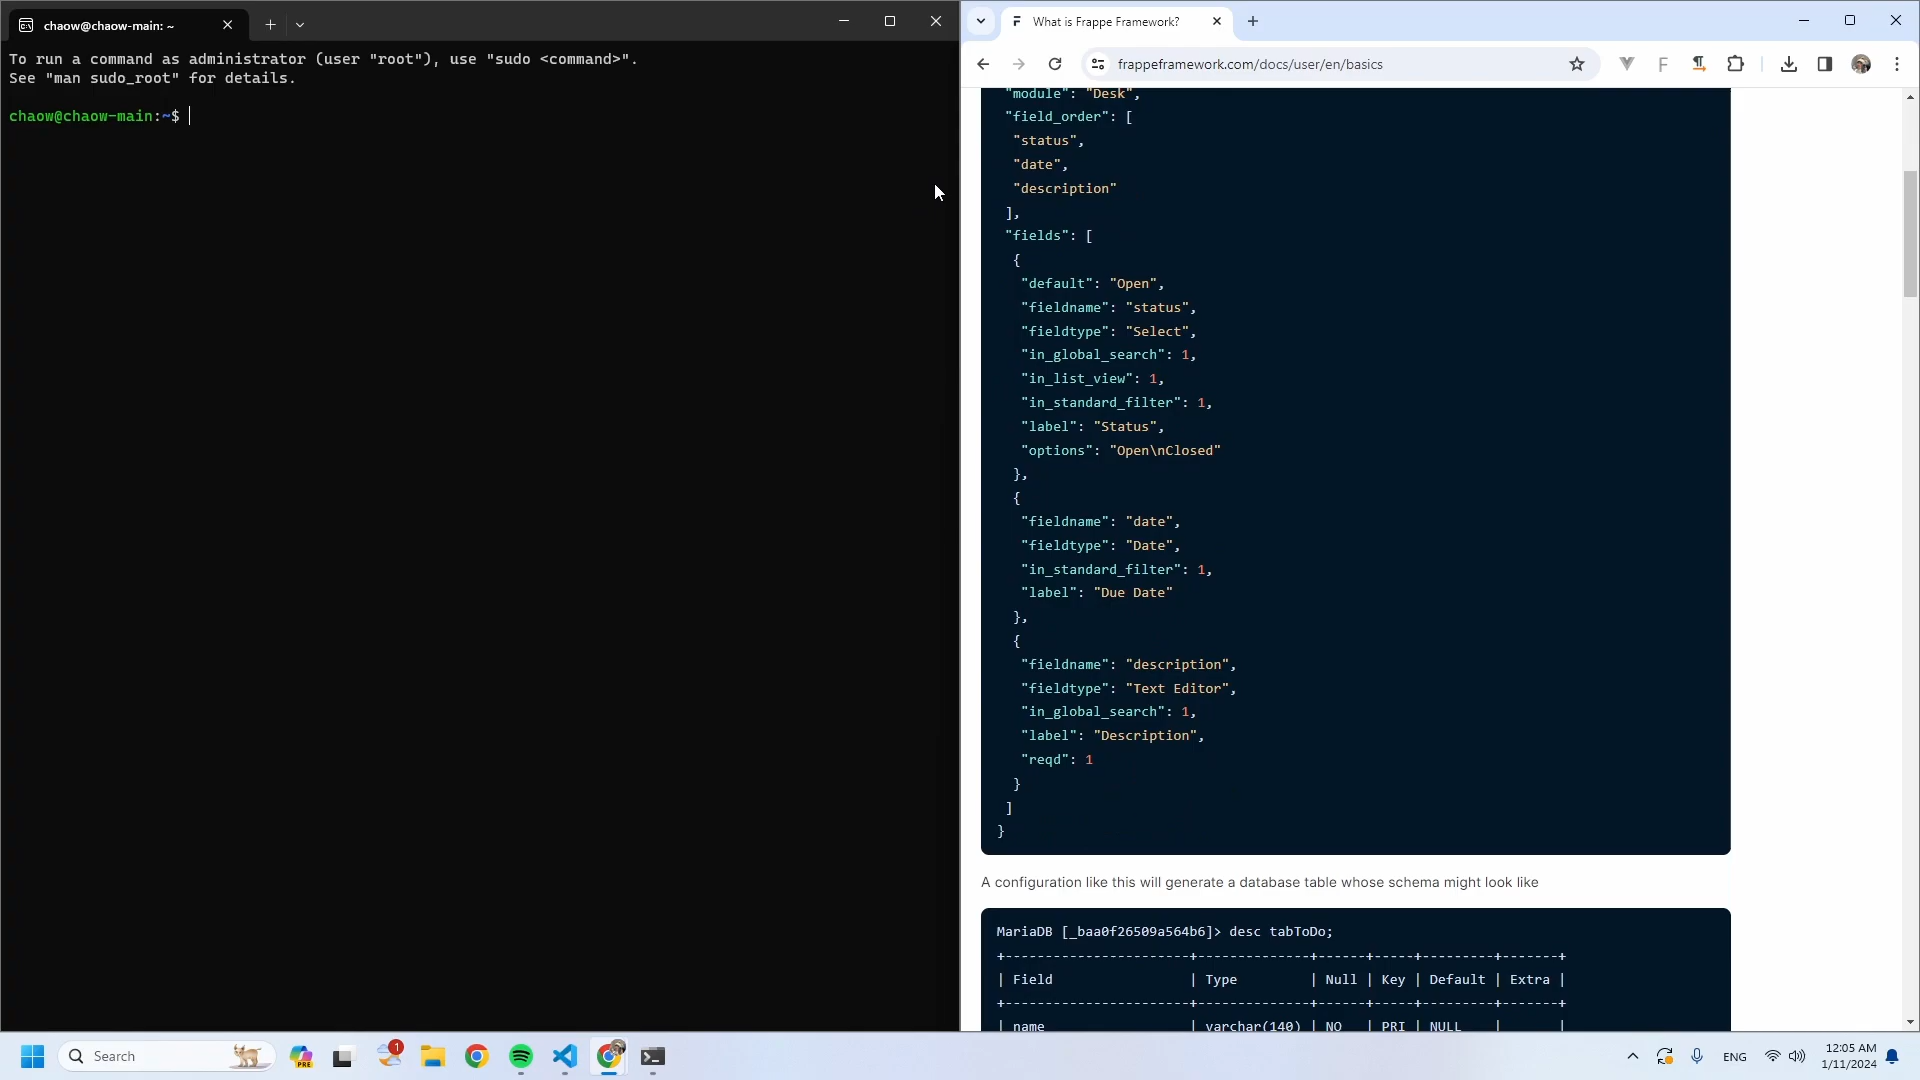 chaow@chaow-main: ~
To run a command as administrator (user "root"), use "sudo <command>".
See "man sudo_root" for details.
chaow@chaow-main:~$
What is Frappe Framework?
frappeframework.com/docs/user/en/basics
"module": "Desk",
"field_order": [
"status",
"date",
"description"
],
"fields": [
{
"default": "Open",
"fieldname": "status",
"fieldtype": "Select",
"in_global_search": 1,
"in_list_view": 1,
"in_standard_filter": 1,
"label": "Status",
"options": "Open\nClosed"
},
{
"fieldname": "date",
"fieldtype": "Date",
"in_standard_filter": 1,
"label": "Due Date"
},
{
"fieldname": "description",
"fieldtype": "Text Editor",
"in_global_search": 1,
"label": "Description",
"reqd": 1
}
]
}
A configuration like this will generate a database table whose schema might look like
MariaDB [_baa0f26509a564b6]> desc tabToDo;
+------------------------+--------------+------+-----+---------+-------+
| Field | Type | Null | Key | Default | Extra |
+------------------------+--------------+------+-----+---------+-------+
| name | varchar(140) | NO | PRI | NULL | |
Search
PRE
1
ENG
12:05 AM
1/11/2024